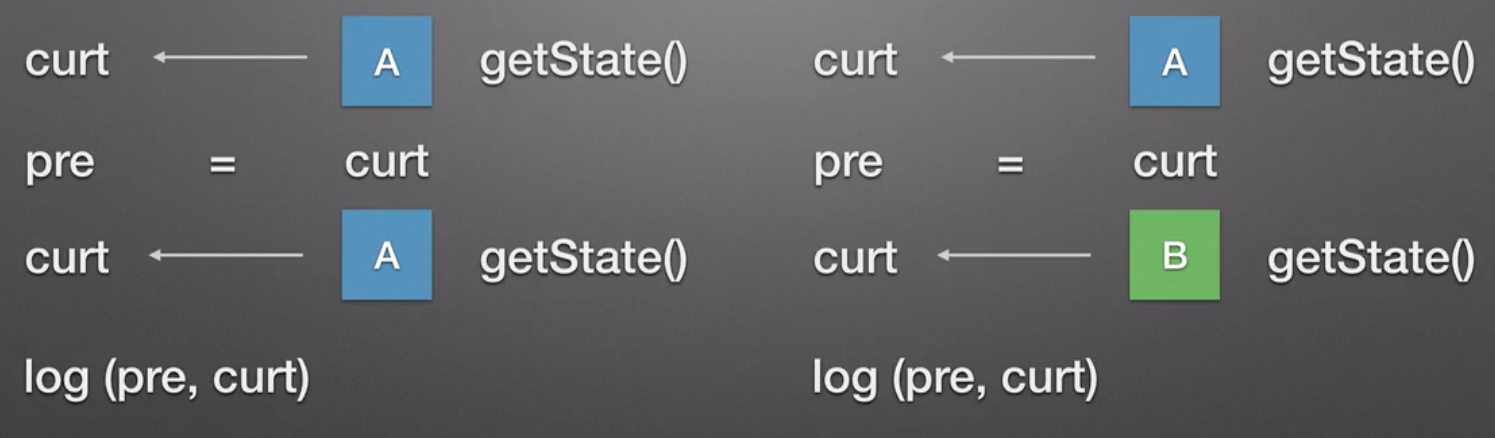 curt A getState()
pre = curt
curt A getState()
log (pre, curt)
curt A getState()
pre = curt
curt B getState()
log (pre, curt)